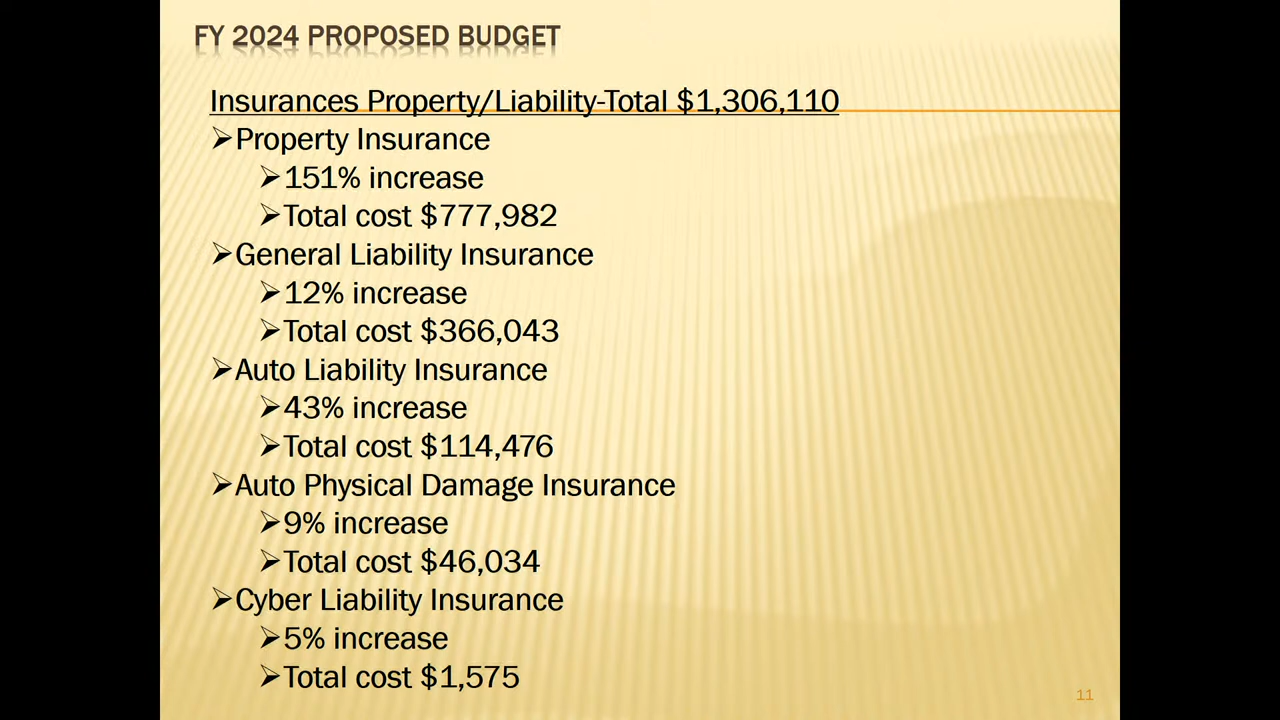 FY 2024 PROPOSED BUDGET
Insurances Property/Liability-Total $1,306,110
➢Property Insurance
➢151% increase
➢Total cost $777,982
➢General Liability Insurance
➢12% increase
➢Total cost $366,043
➢Auto Liability Insurance
➢43% increase
➢Total cost $114,476
➢Auto Physical Damage Insurance
➢9% increase
➢Total cost $46,034
➢Cyber Liability Insurance
➢5% increase
➢Total cost $1,575
11